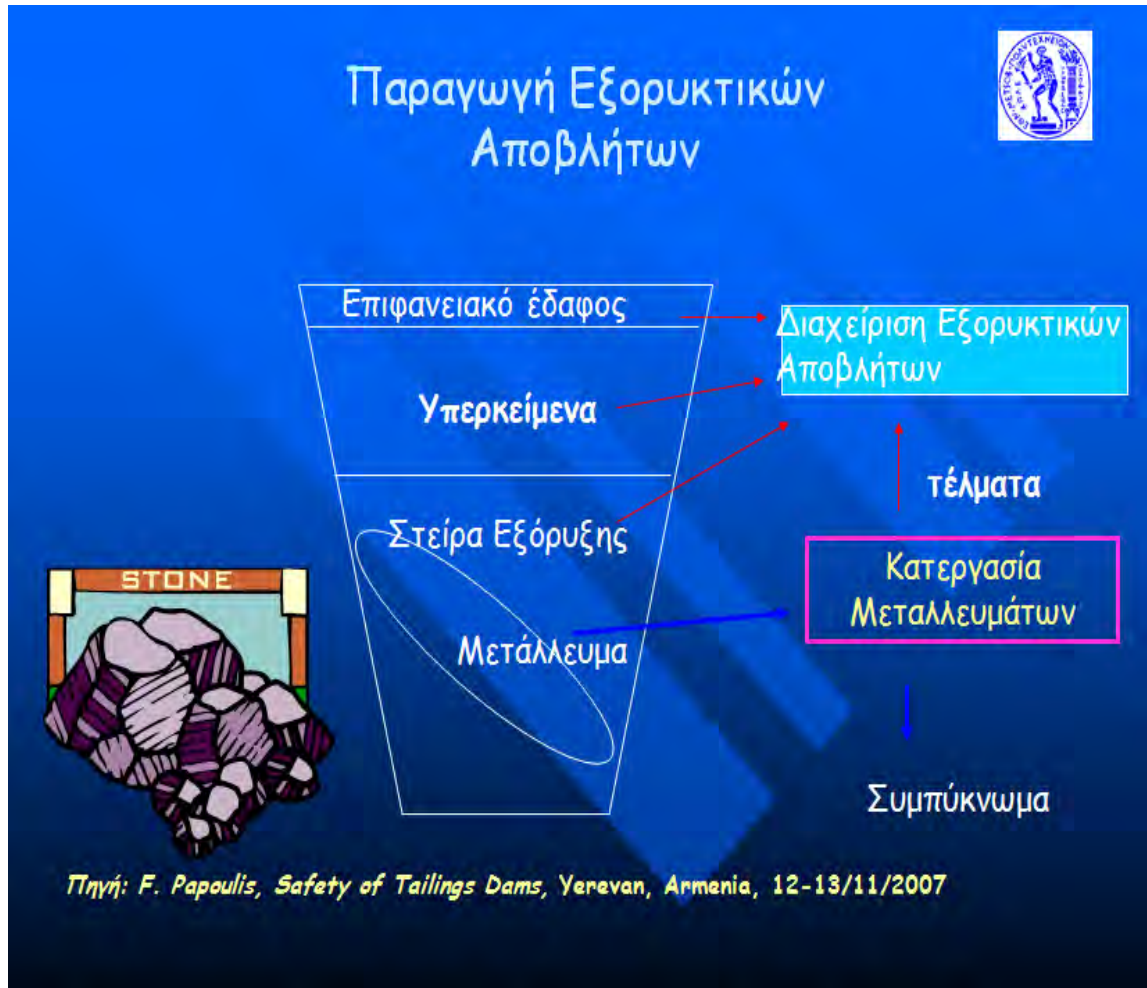 Παραγωγή Εξορυκτικών
Αποβλήτων
Επιφανειακό έδαφος
Υπερκείμενα
Στείρα Εξόρυξης
Μετάλλευμα
Διαχείριση Εξορυκτικών
Αποβλήτων
τέλματα
Κατεργασία
Μεταλλευμάτων
Συμπύκνωμα
STONE
Πηγή: F. Papoulis, Safety of Tailings Dams, Yerevan, Armenia, 12-13/11/2007